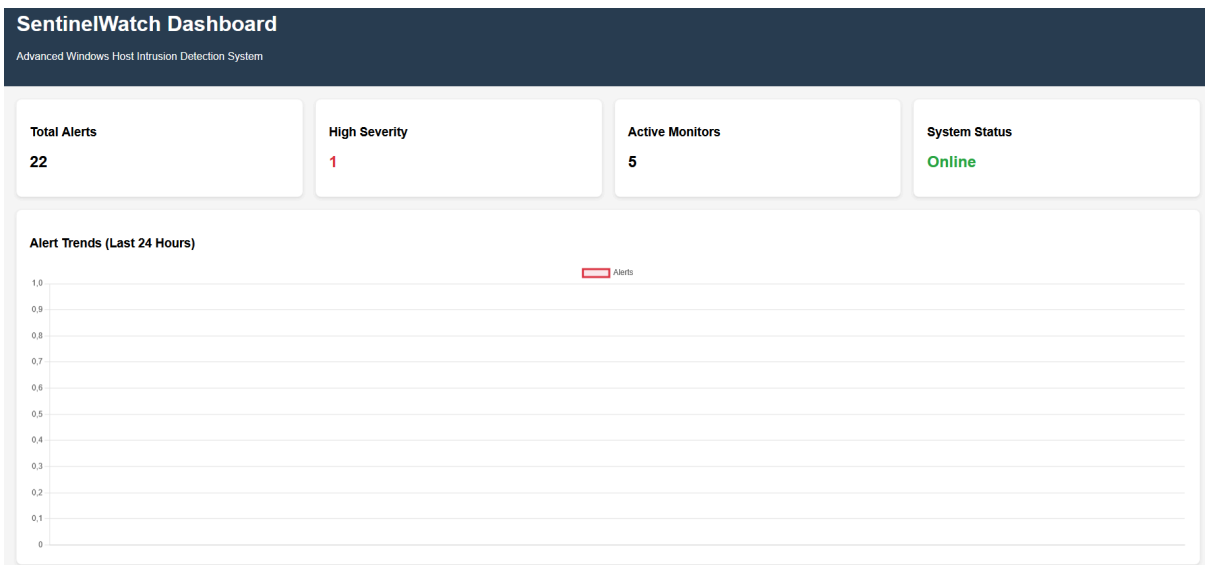 SentinelWatch Dashboard
Advanced Windows Host Intrusion Detection System
Total Alerts
22
High Severity
1
Active Monitors
5
System Status
Online
Alert Trends (Last 24 Hours)
Alerts
1,0
0,9
0,8
0,7
0,6
0,5
0,4
0,3
0,2
0,1
0